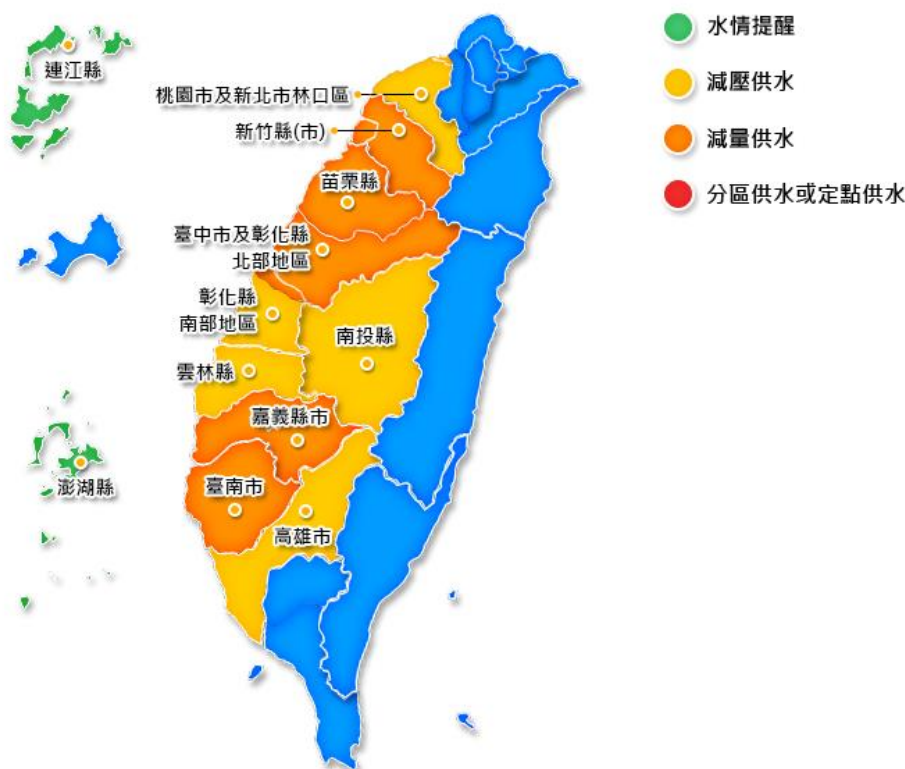 水情提醒
減壓供水
減量供水
分區供水或定點供水
連江縣
桃園市及新北市林口區
新竹縣(市)
苗栗縣
臺中市及彰化縣
北部地區
彰化縣
南部地區
南投縣
雲林縣
嘉義縣市
澎湖縣
臺南市
高雄市